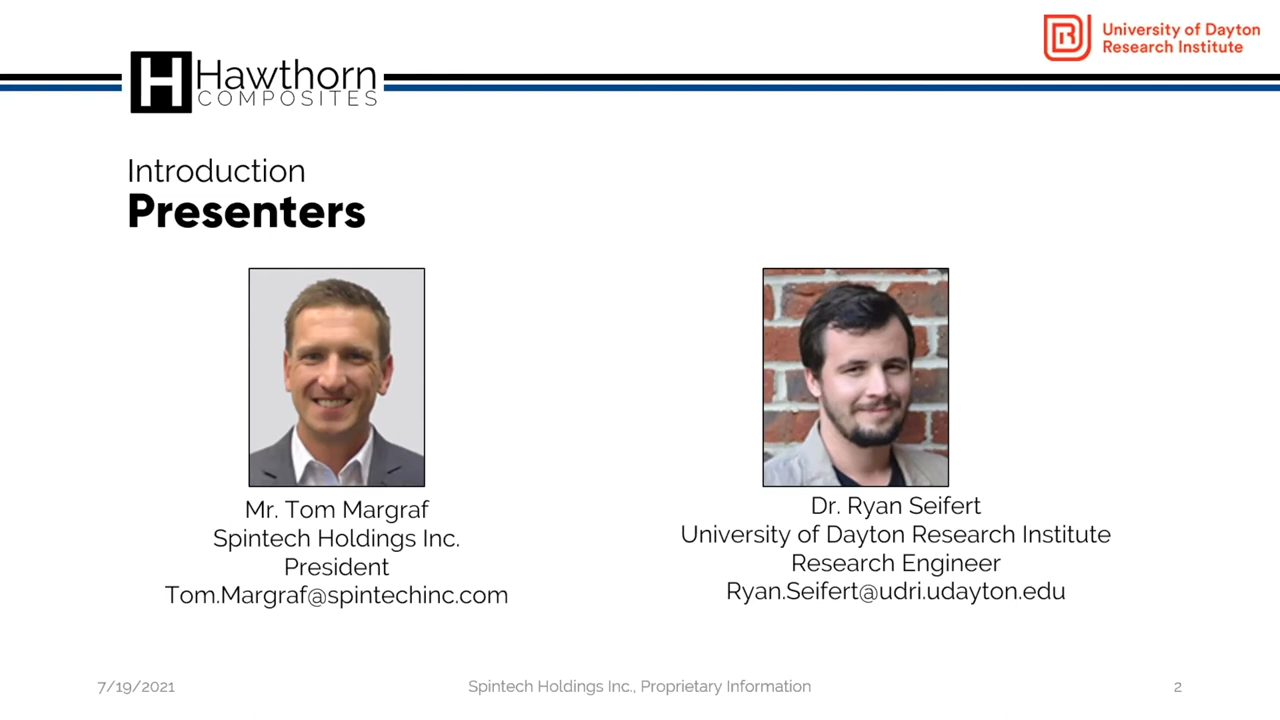 University of Dayton
Research Institute
H Hawthorn
COMPOSITES
Introduction
Presenters
Mr. Tom Margraf
Spintech Holdings Inc.
President
Tom.Margraf@spintechinc.com
Dr. Ryan Seifert
University of Dayton Research Institute
Research Engineer
Ryan.Seifert@udri.udayton.edu
7/19/2021
Spintech Holdings Inc., Proprietary Information
2